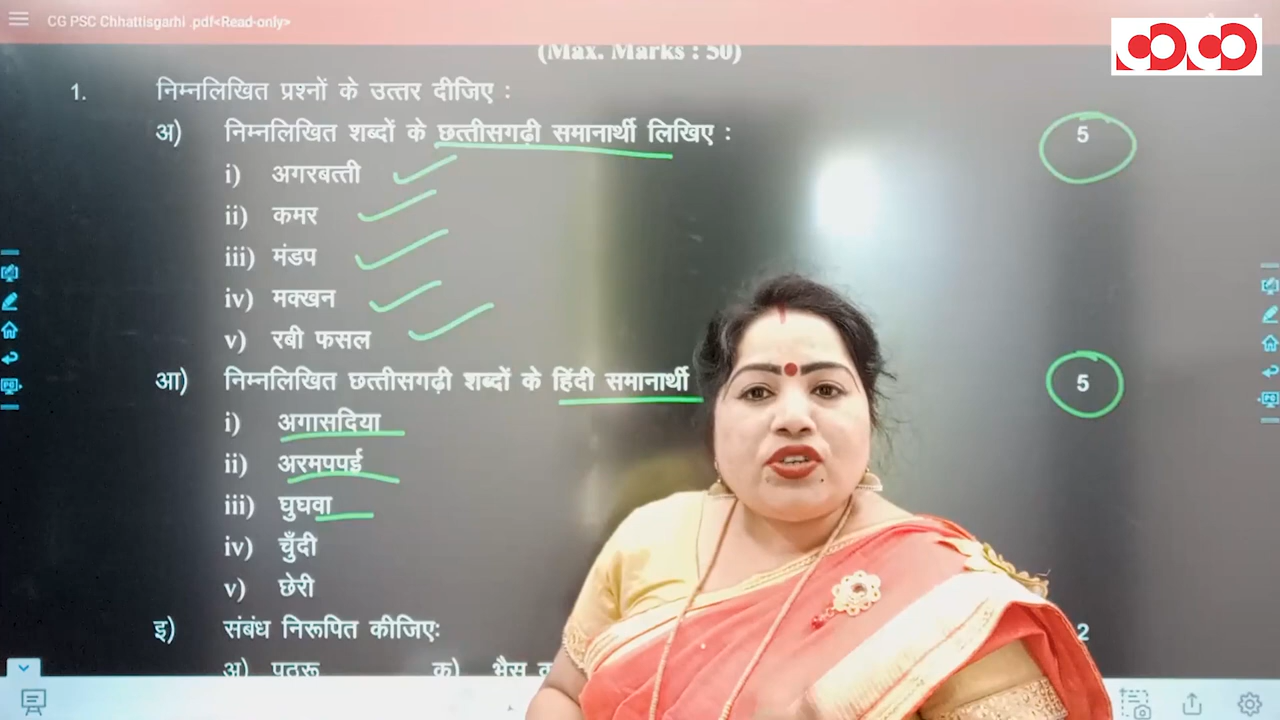 CG PSC Chhattisgarhi .pdf<Read-only>
(Max. Marks : 50)
1. निम्नलिखित प्रश्नों के उत्तर दीजिए :
अ) निम्नलिखित शब्दों के छत्तीसगढ़ी समानार्थी लिखिए : 5
i) अगरबत्ती
ii) कमर
iii) मंडप
iv) मक्खन
v) रबी फसल
आ) निम्नलिखित छत्तीसगढ़ी शब्दों के हिंदी समानार्थी 5
i) अगासदिया
ii) अरमपपई
iii) घुघवा
iv) चुँदी
v) छेरी
इ) संबंध निरूपित कीजिएः 2
अ) पठरू क) भैस